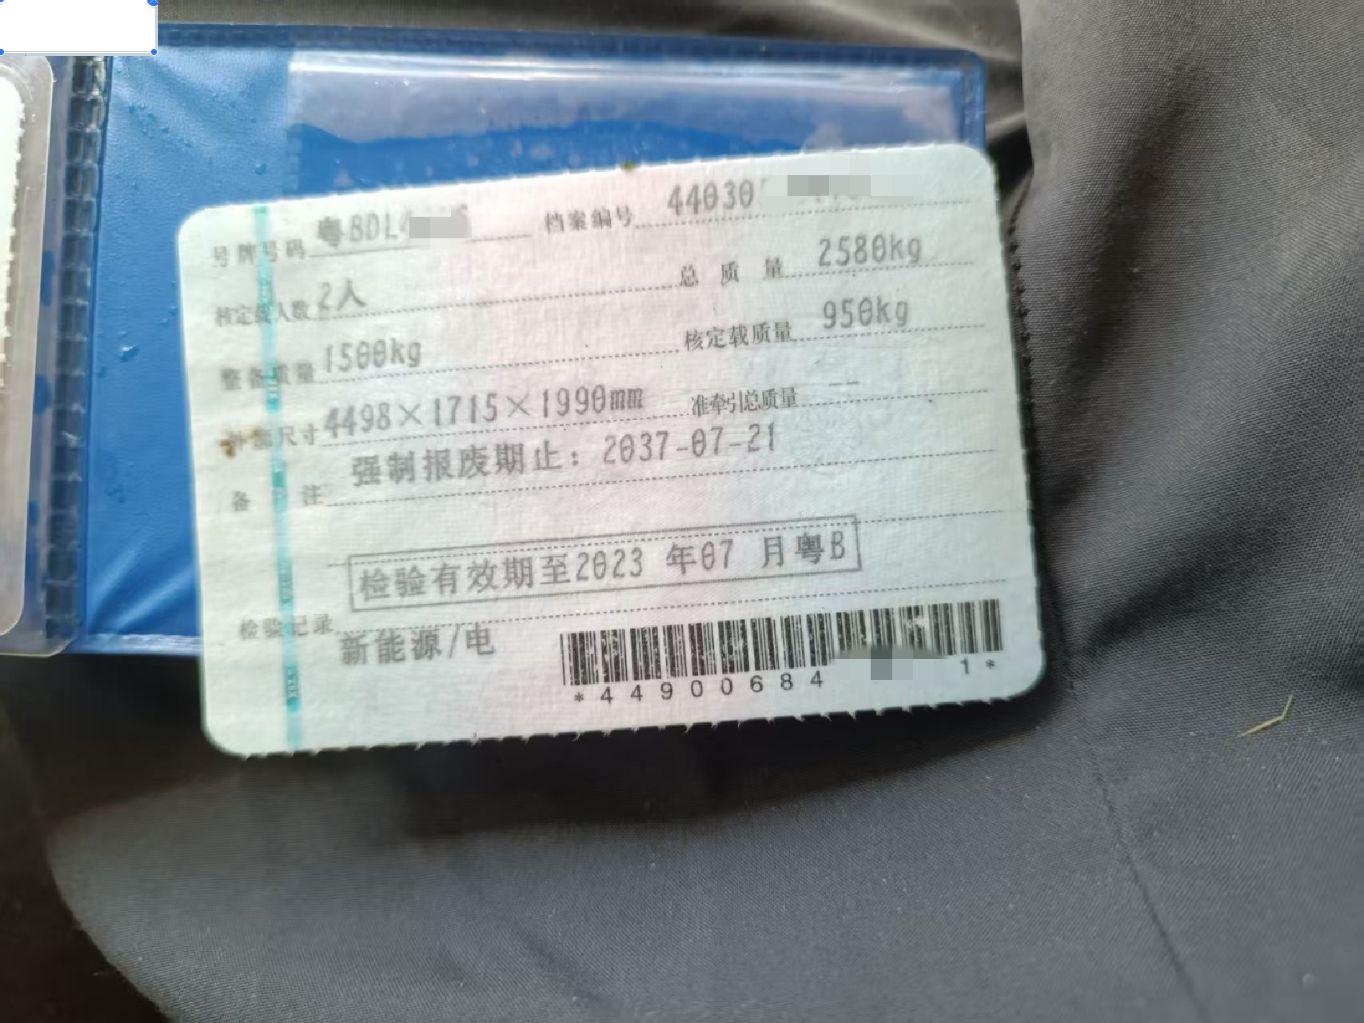 号牌号码 粤BDL4 档案编号 44030
核定载人数 2人 总质量 2580kg
整备质量 1500kg 核定载质量 950kg
外廓尺寸 4498×1715×1990mm 准牵引总质量 --
备注 强制报废期止：2037-07-21
检验有效期至2023 年07 月粤B
检验记录
新能源/电
*44900684 1*